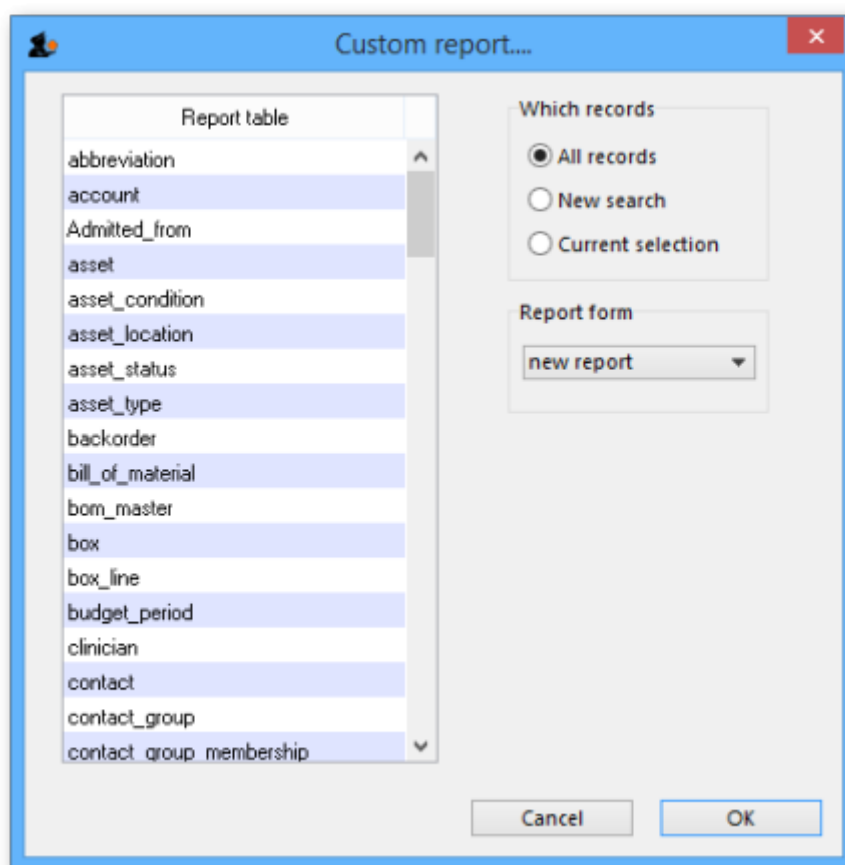 Custom report....
Report table
abbreviation
account
Admitted_from
asset
asset_condition
asset_location
asset_status
asset_type
backorder
bill_of_material
bom_master
box
box_line
budget_period
clinician
contact
contact_group
contact_group_membership
Which records
All records
New search
Current selection
Report form
new report
Cancel
OK